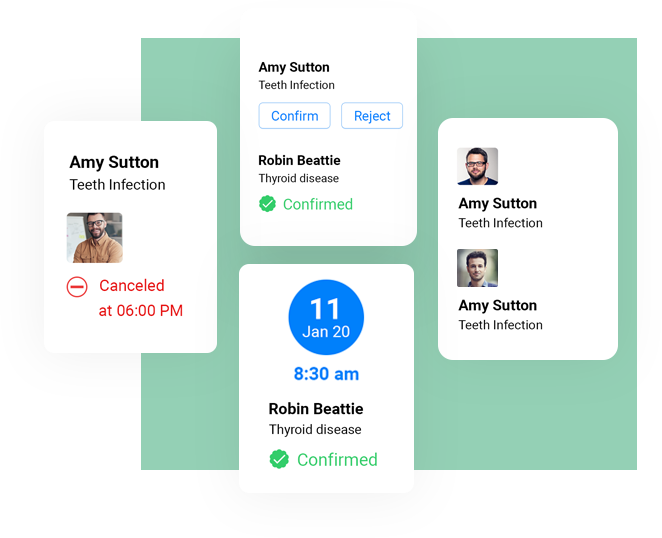 Amy Sutton
Teeth Infection
Canceled
at 06:00 PM
Amy Sutton
Teeth Infection
Confirm Reject
Robin Beattie
Thyroid disease
Confirmed
11
Jan 20
8:30 am
Robin Beattie
Thyroid disease
Confirmed
Amy Sutton
Teeth Infection
Amy Sutton
Teeth Infection